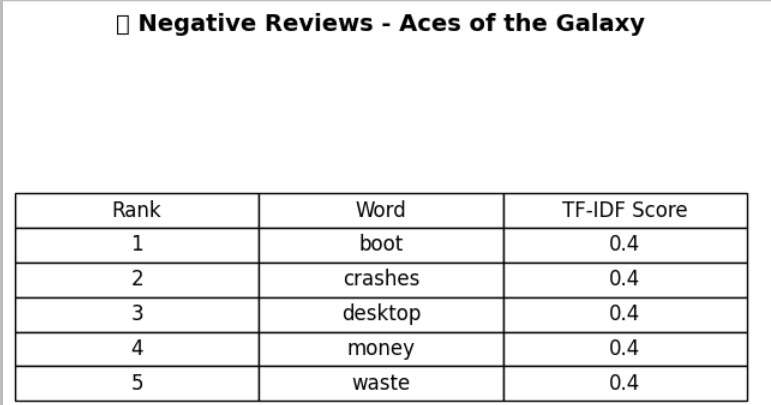 Negative Reviews - Aces of the Galaxy
Rank Word TF-IDF Score
1 boot 0.4
2 crashes 0.4
3 desktop 0.4
4 money 0.4
5 waste 0.4